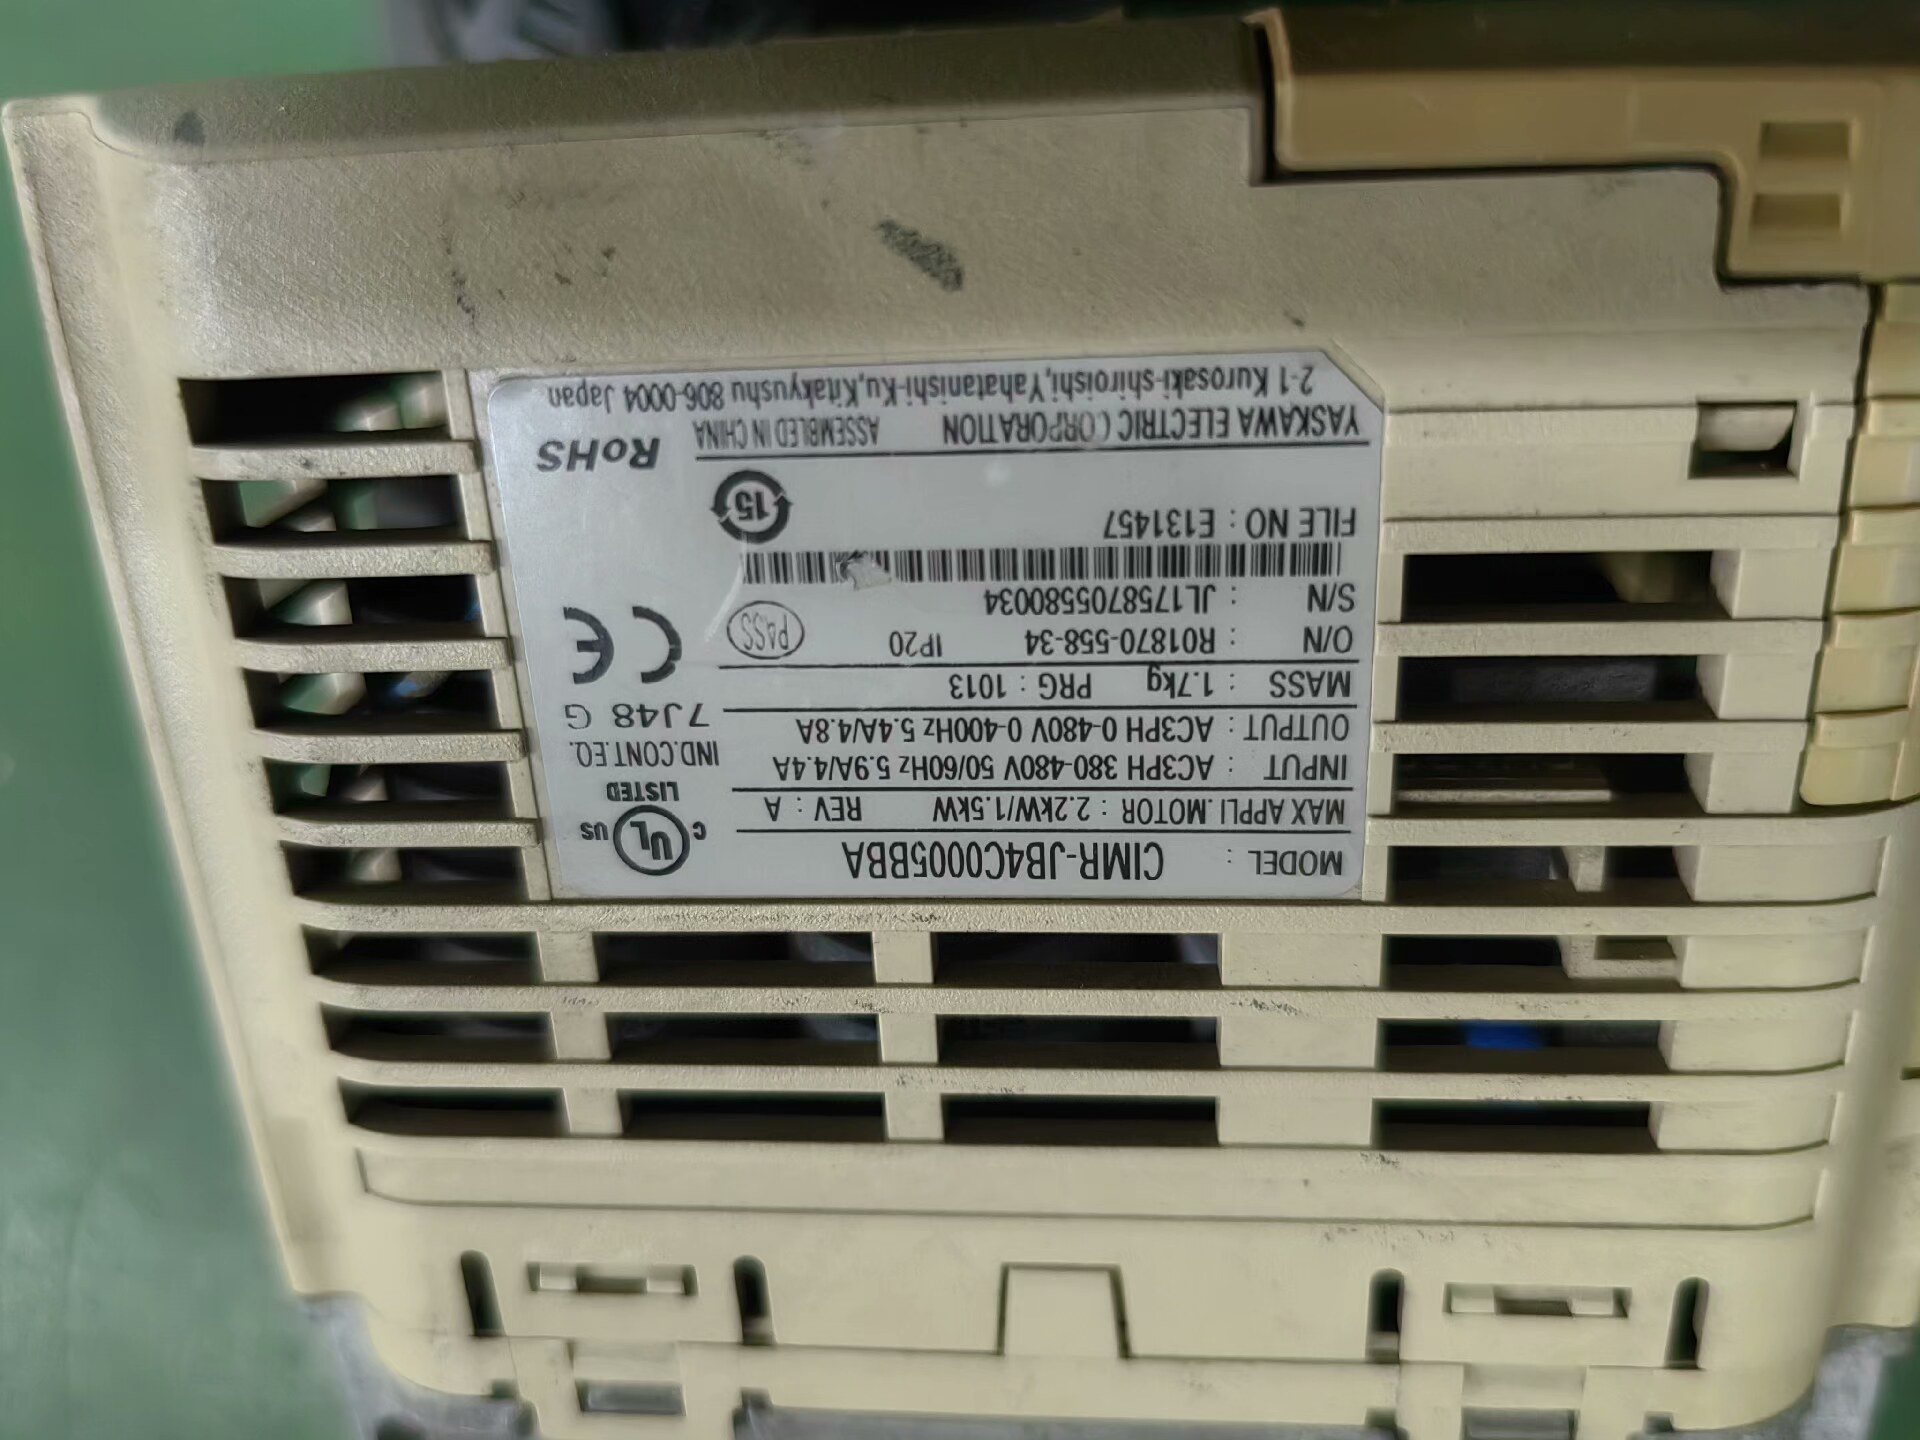 MODEL : CIMR-JB4C0005BBA
MAX APPLI. MOTOR : 2.2kW/1.5kW REV : A
INPUT : AC3PH 380-480V 50/60Hz 5.9A/4.4A
OUTPUT : AC3PH 0-480V 0-400Hz 5.4A/4.8A
MASS : 1.7kg PRG : 1013
O/N : R01870-558-34 IP20
S/N : JL1758705580034
PASS
FILE NO : E131457
15
YASKAWA ELECTRIC CORPORATION ASSEMBLED IN CHINA
2-1 Kurosaki-shiroishi,Yahatanishi-Ku,Kitakyushu 806-0004 Japan
C UL US
LISTED
IND.CONT.EQ.
7J48 G
CE
RoHS